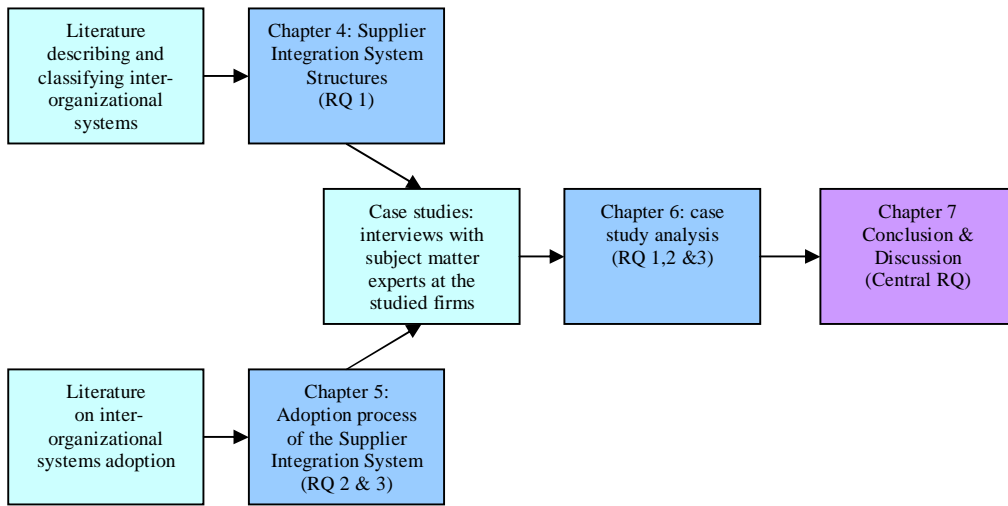 Literature
describing and
classifying inter-
organizational
systems
Chapter 4: Supplier
Integration System
Structures
(RQ 1)
Case studies:
interviews with
subject matter
experts at the
studied firms
Chapter 6: case
study analysis
(RQ 1,2 &3)
Chapter 7
Conclusion &
Discussion
(Central RQ)
Literature
on inter-
organizational
systems adoption
Chapter 5:
Adoption process
of the Supplier
Integration System
(RQ 2 & 3)